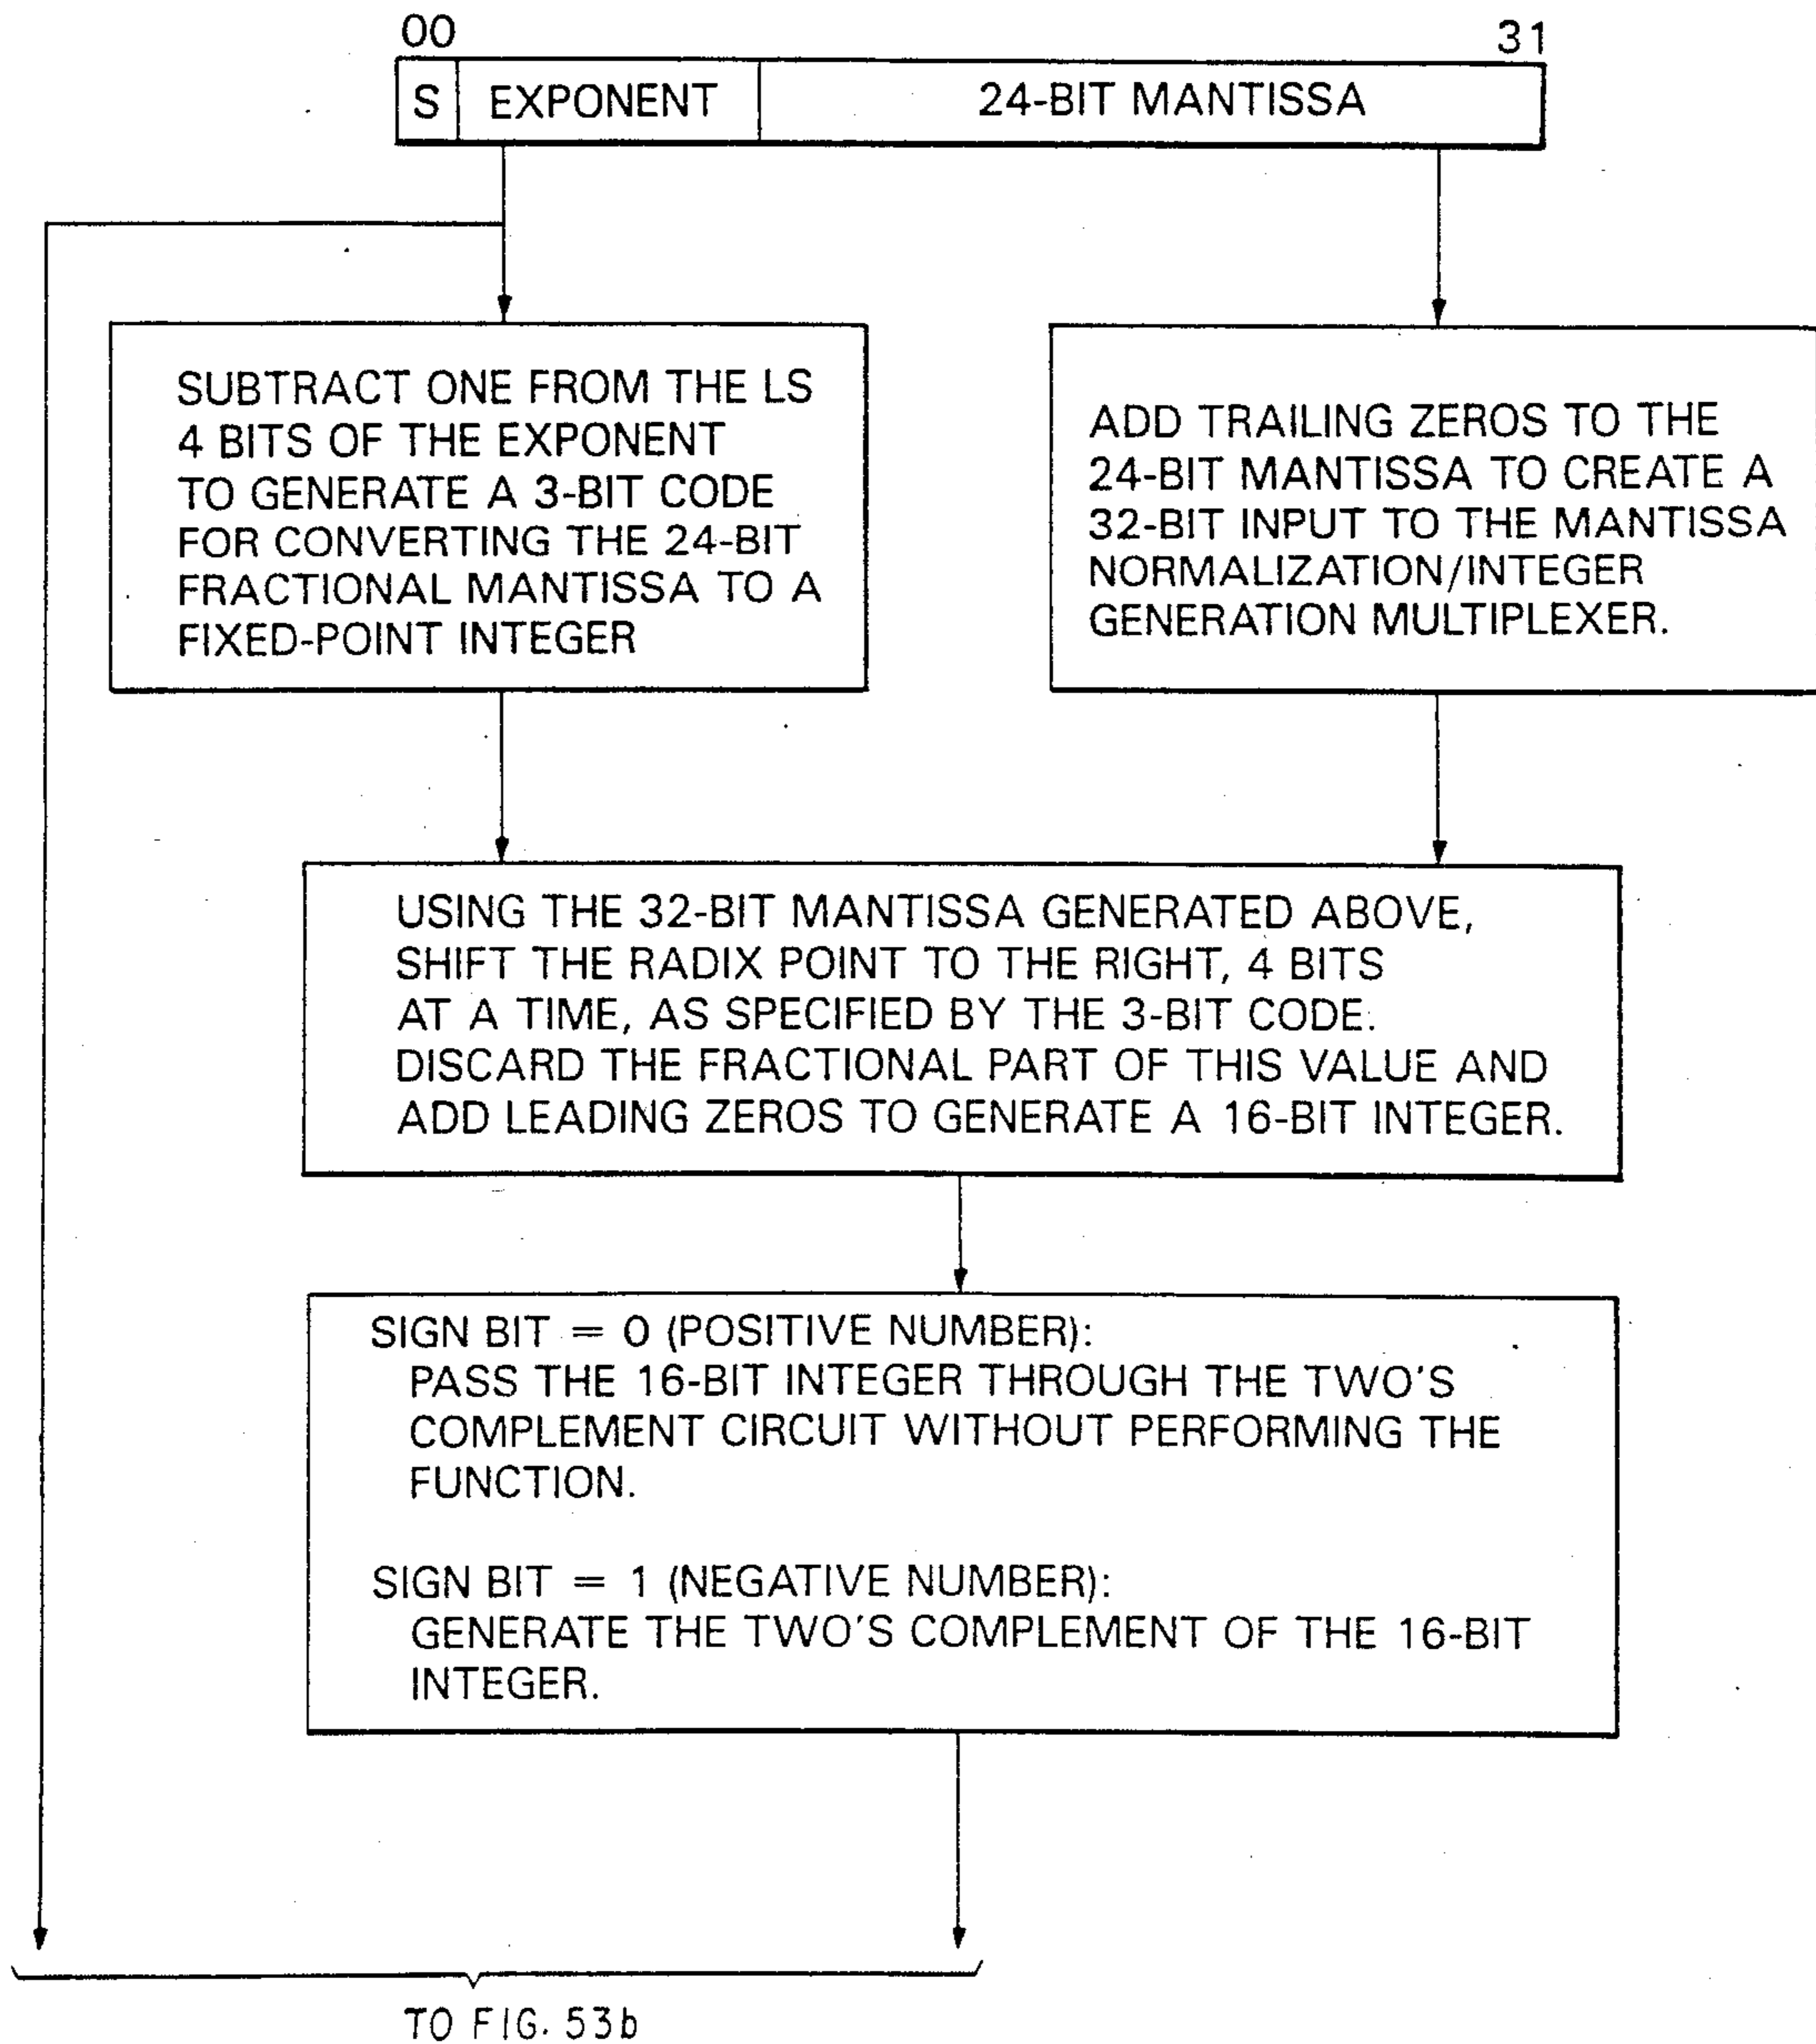 00
31
S
EXPONENT
24-BIT MANTISSA
SUBTRACT ONE FROM THE LS
4 BITS OF THE EXPONENT
TO GENERATE A 3-BIT CODE
FOR CONVERTING THE 24-BIT
FRACTIONAL MANTISSA TO A
FIXED-POINT INTEGER
ADD TRAILING ZEROS TO THE
24-BIT MANTISSA TO CREATE A
32-BIT INPUT TO THE MANTISSA
NORMALIZATION/INTEGER
GENERATION MULTIPLEXER.
USING THE 32-BIT MANTISSA GENERATED ABOVE,
SHIFT THE RADIX POINT TO THE RIGHT, 4 BITS
AT A TIME, AS SPECIFIED BY THE 3-BIT CODE.
DISCARD THE FRACTIONAL PART OF THIS VALUE AND
ADD LEADING ZEROS TO GENERATE A 16-BIT INTEGER.
SIGN BIT = 0 (POSITIVE NUMBER):
PASS THE 16-BIT INTEGER THROUGH THE TWO'S
COMPLEMENT CIRCUIT WITHOUT PERFORMING THE
FUNCTION.
SIGN BIT = 1 (NEGATIVE NUMBER):
GENERATE THE TWO'S COMPLEMENT OF THE 16-BIT
INTEGER.
TO FIG. 53b